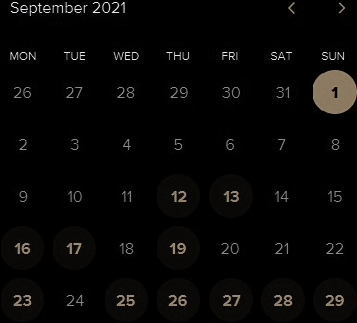 September 2021
MON TUE WED THU FRI SAT SUN
26 27 28 29 30 31 1
2 3 4 5 6 7 8
9 10 11 12 13 14 15
16 17 18 19 20 21 22
23 24 25 26 27 28 29